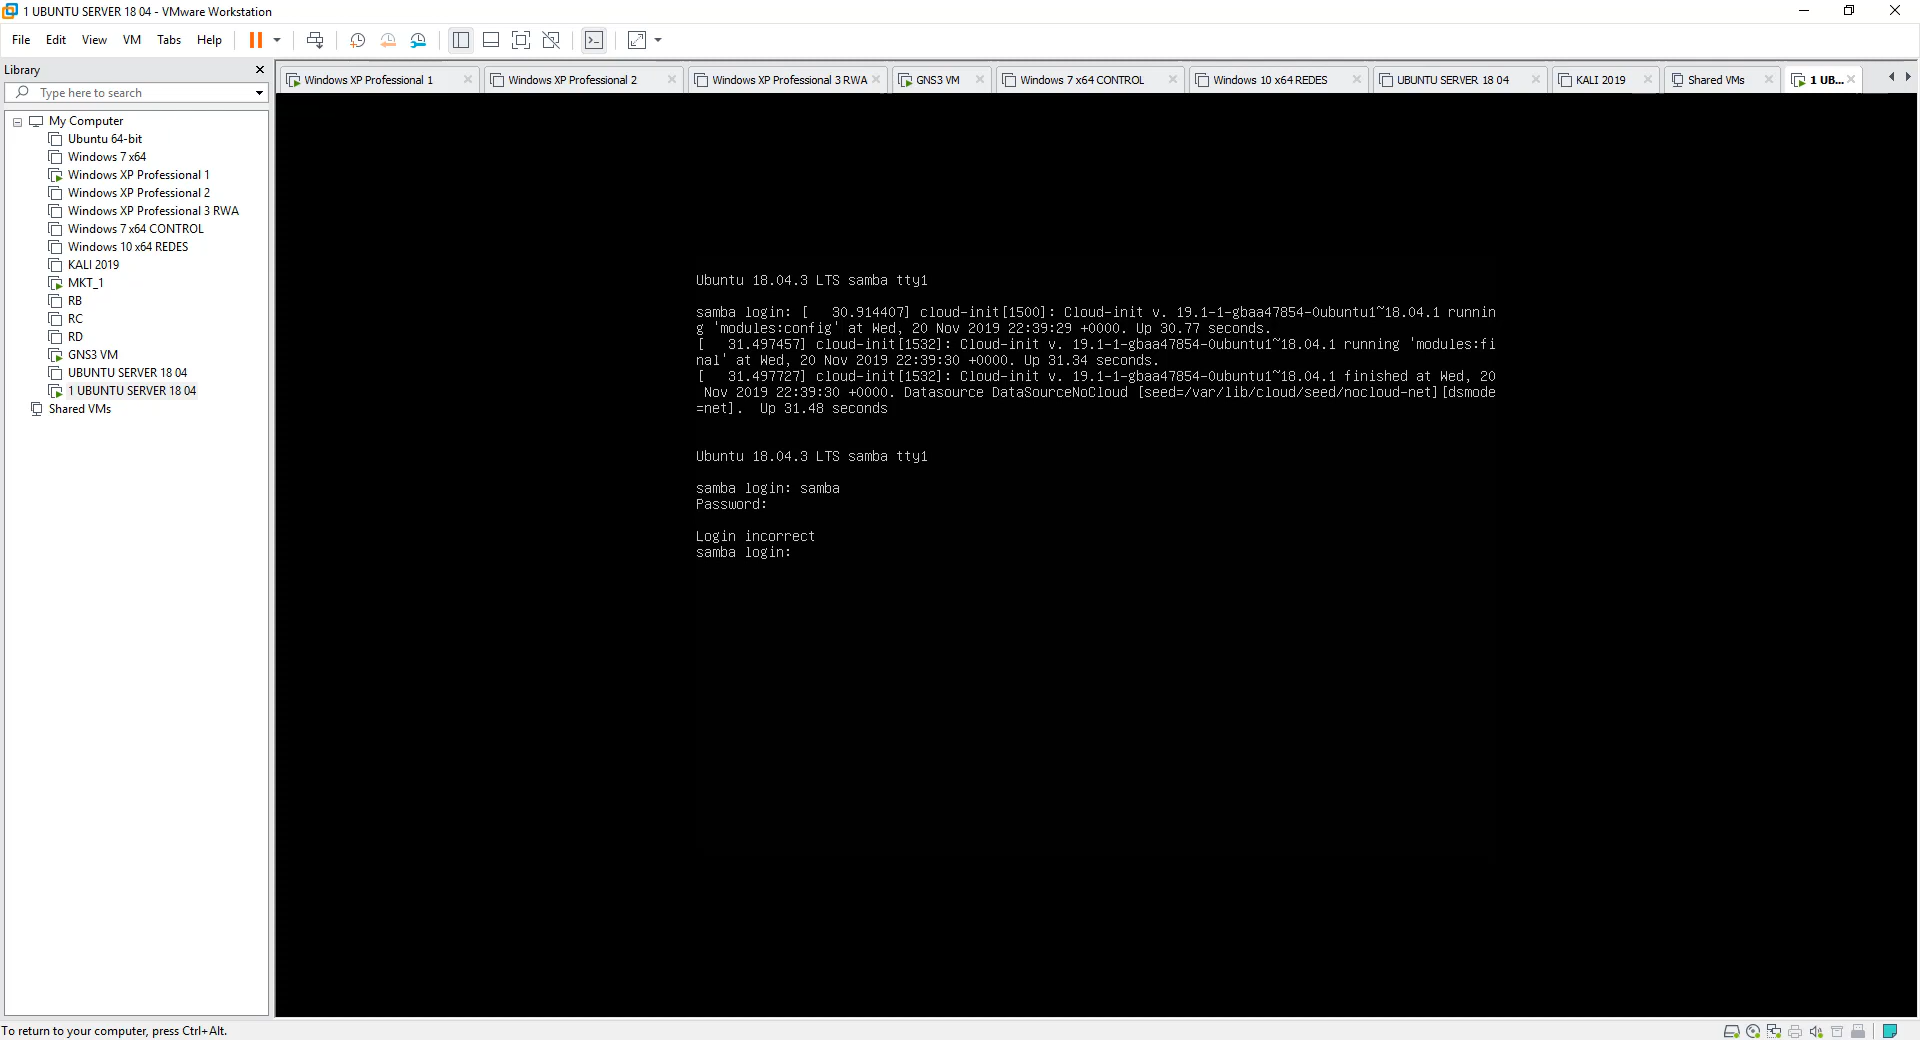 1 UBUNTU SERVER 18 04 - VMware Workstation
File Edit View VM Tabs Help
Library
Type here to search
My Computer
Ubuntu 64-bit
Windows 7 x64
Windows XP Professional 1
Windows XP Professional 2
Windows XP Professional 3 RWA
Windows 7 x64 CONTROL
Windows 10 x64 REDES
KALI 2019
MKT_1
RB
RC
RD
GNS3 VM
UBUNTU SERVER 18 04
1 UBUNTU SERVER 18 04
Shared VMs
Windows XP Professional 1 Windows XP Professional 2 Windows XP Professional 3 RWA GNS3 VM Windows 7 x64 CONTROL Windows 10 x64 REDES UBUNTU SERVER 18 04 KALI 2019 Shared VMs 1 UB...
Ubuntu 18.04.3 LTS samba tty1
samba login: [   30.914407] cloud-init[1500]: Cloud-init v. 19.1-1-gbaa47854-0ubuntu1~18.04.1 runnin
g 'modules:config' at Wed, 20 Nov 2019 22:39:29 +0000. Up 30.77 seconds.
[   31.497457] cloud-init[1532]: Cloud-init v. 19.1-1-gbaa47854-0ubuntu1~18.04.1 running 'modules:fi
nal' at Wed, 20 Nov 2019 22:39:30 +0000. Up 31.34 seconds.
[   31.497727] cloud-init[1532]: Cloud-init v. 19.1-1-gbaa47854-0ubuntu1~18.04.1 finished at Wed, 20
Nov 2019 22:39:30 +0000. Datasource DataSourceNoCloud [seed=/var/lib/cloud/seed/nocloud-net][dsmode
=net].  Up 31.48 seconds
Ubuntu 18.04.3 LTS samba tty1
samba login: samba
Password:
Login incorrect
samba login:
To return to your computer, press Ctrl+Alt.